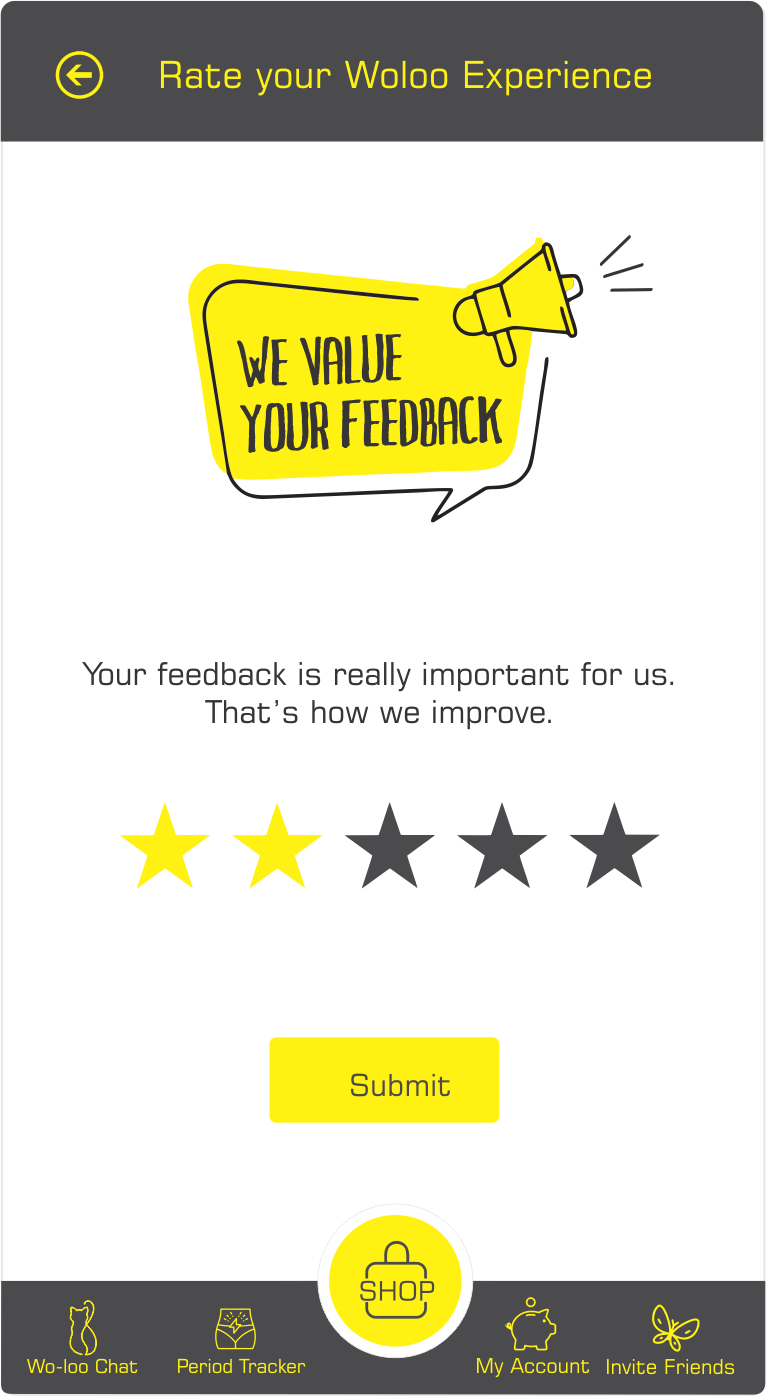 Rate your Woloo Experience
WE VALUE
YOUR FEEDBACK
Your feedback is really important for us.
That’s how we improve.
Submit
SHOP
Wo-loo Chat
Period Tracker
My Account
Invite Friends